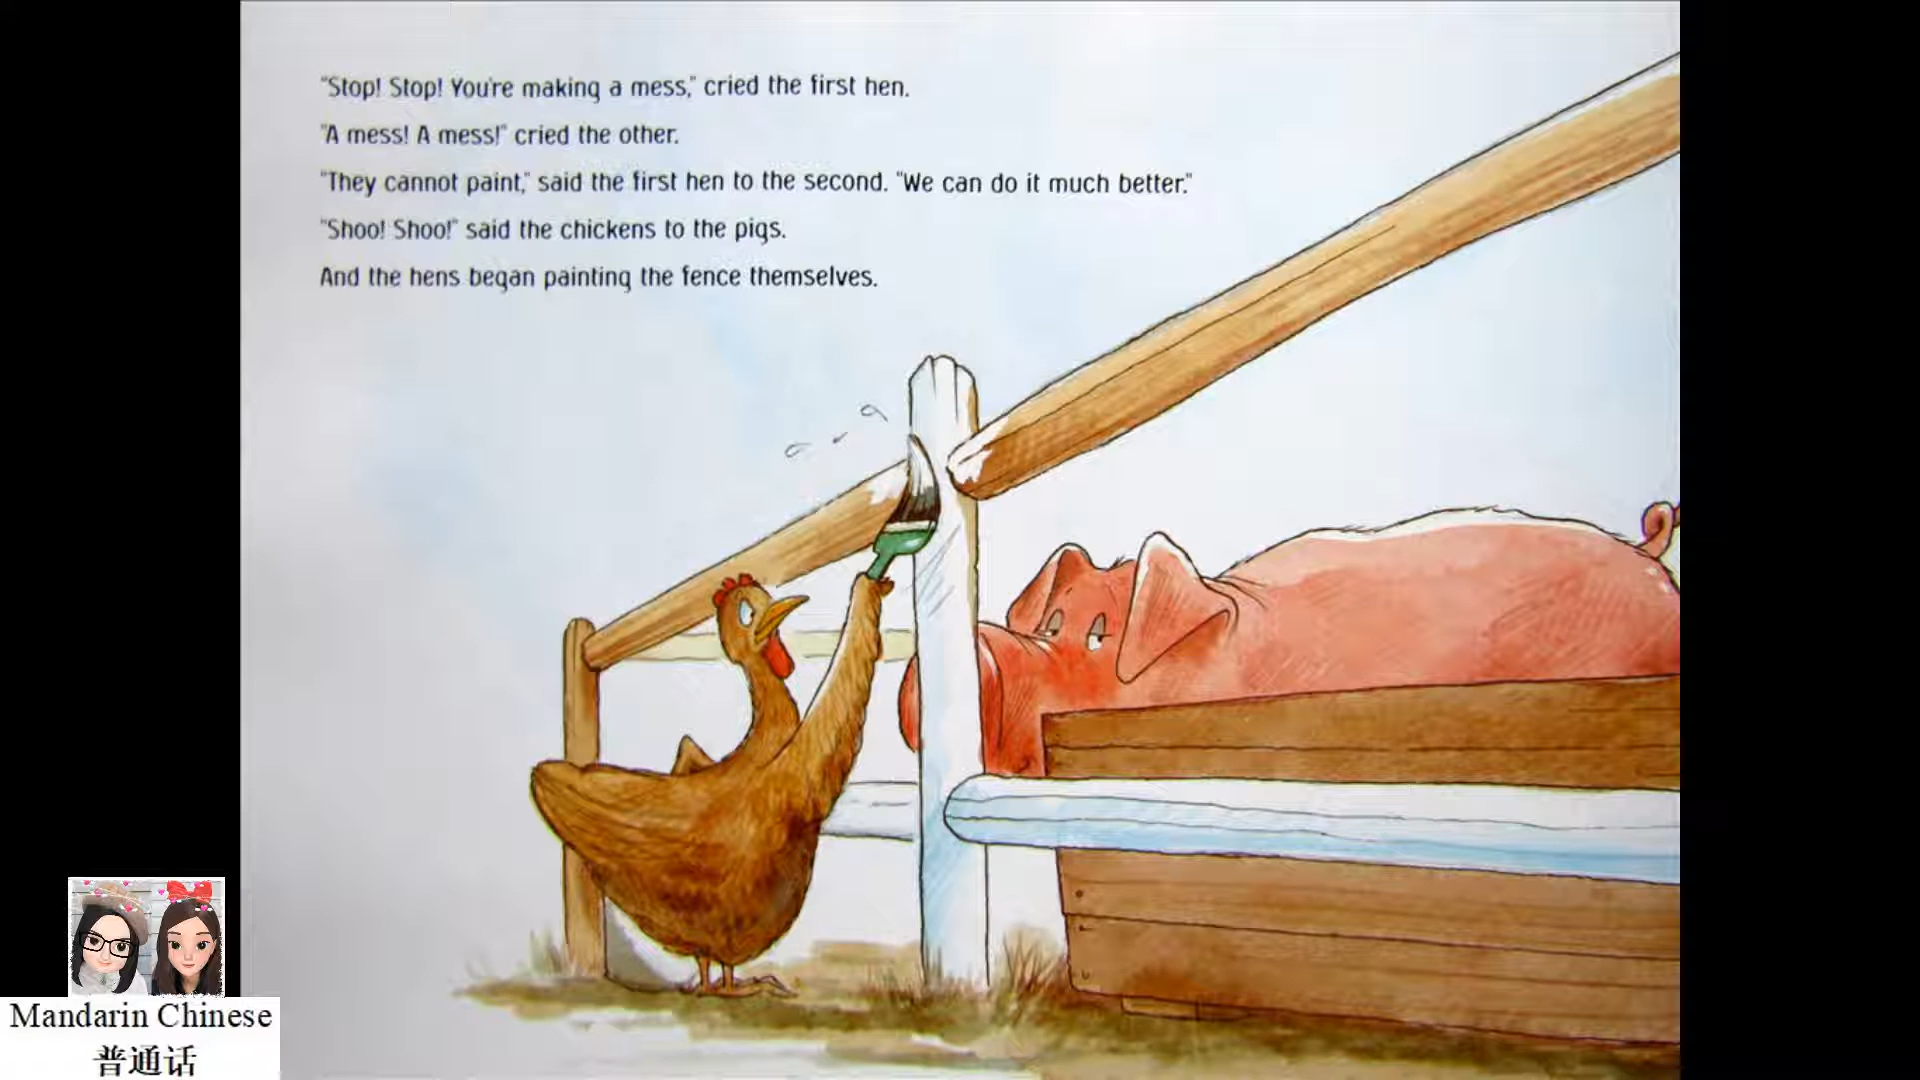 "Stop! Stop! You're making a mess," cried the first hen.
"A mess! A mess!" cried the other.
"They cannot paint," said the first hen to the second. "We can do it much better."
"Shoo! Shoo!" said the chickens to the pigs.
And the hens began painting the fence themselves.
Mandarin Chinese
普通话